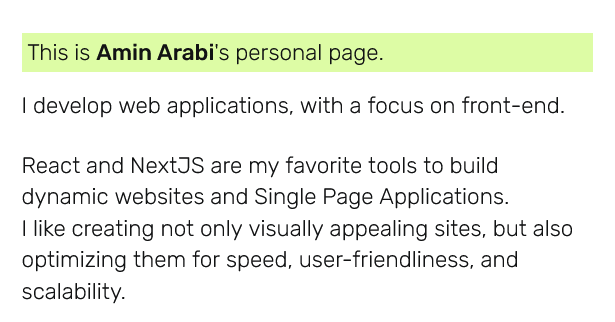 This is Amin Arabi's personal page.
I develop web applications, with a focus on front-end.
React and NextJS are my favorite tools to build
dynamic websites and Single Page Applications.
I like creating not only visually appealing sites, but also
optimizing them for speed, user-friendliness, and
scalability.